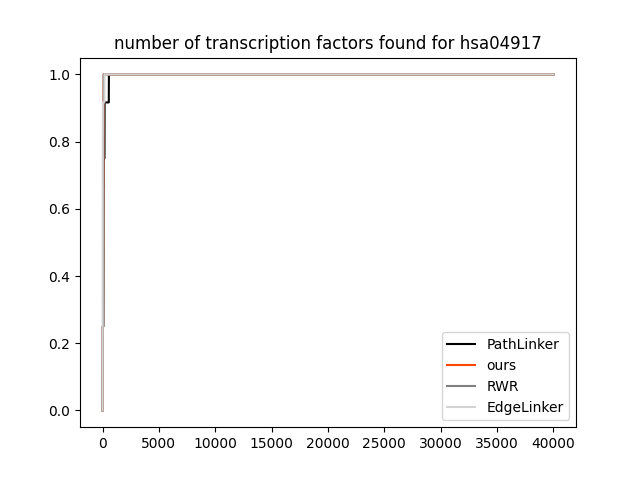 number of transcription factors found for hsa04917
1.0
0.8
0.6
0.4
0.2
0.0
0 5000 10000 15000 20000 25000 30000 35000 40000
PathLinker
ours
RWR
EdgeLinker